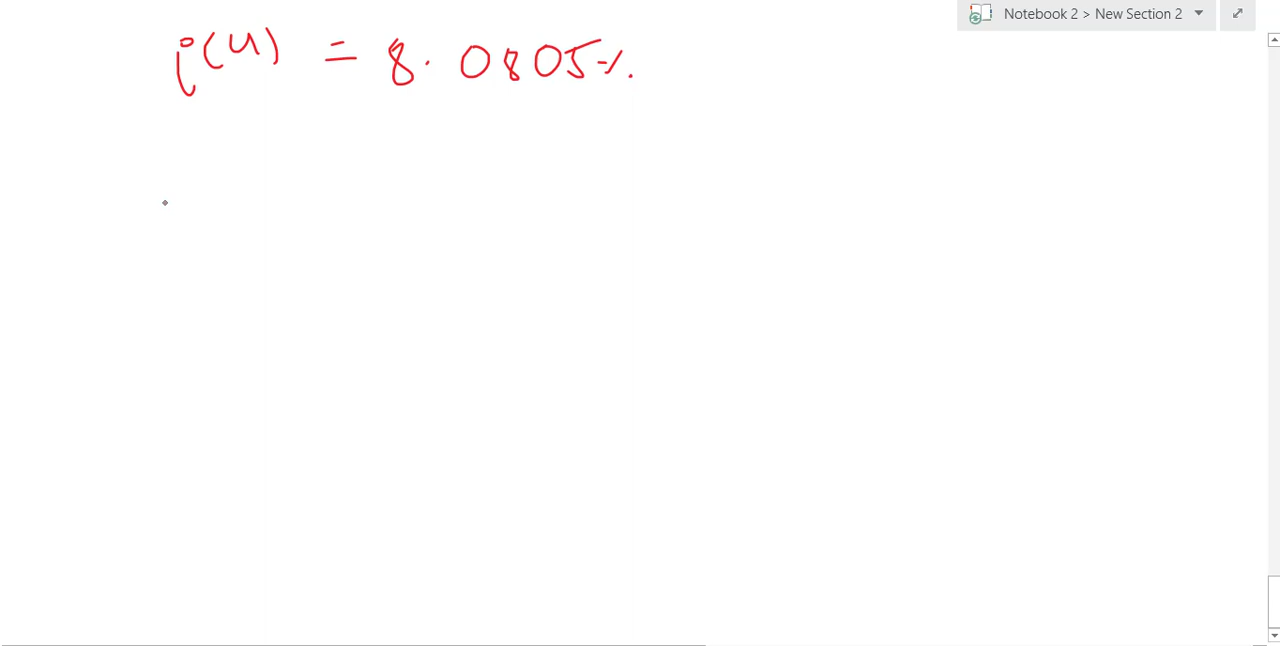 Notebook 2 > New Section 2
i(4) = 8.0805%.